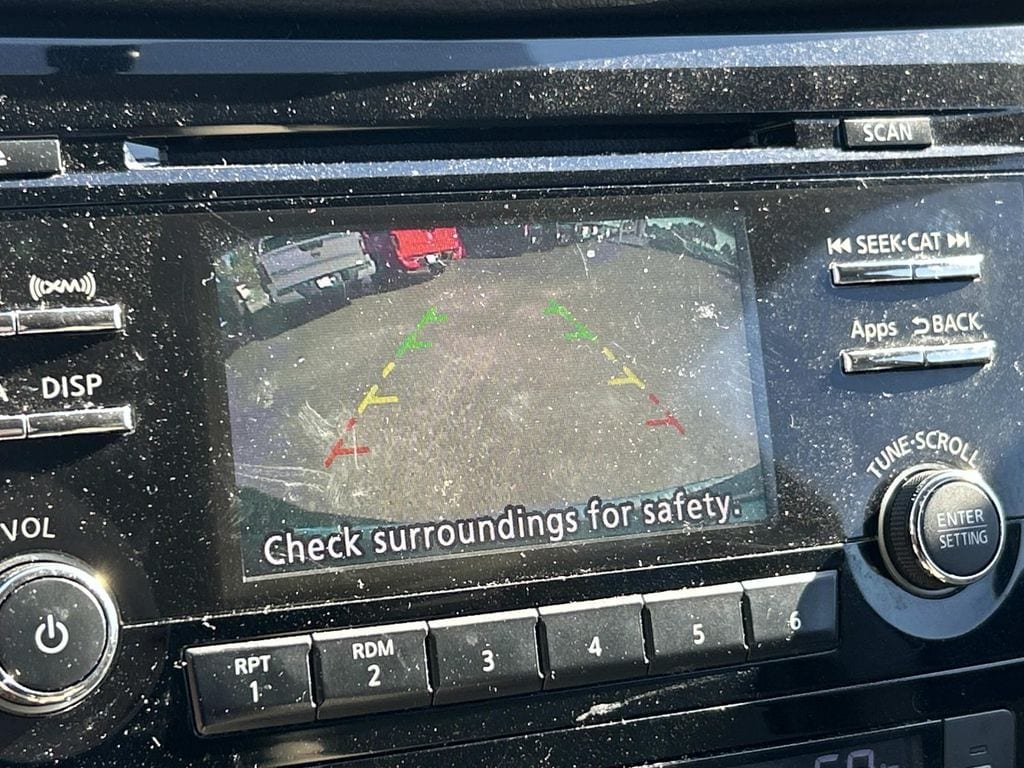 SCAN
SEEK·CAT
((XM))
Apps BACK
DISP
TUNE·SCROLL
VOL
ENTER
SETTING
Check surroundings for safety.
RPT
1
RDM
2
3
4
5
6